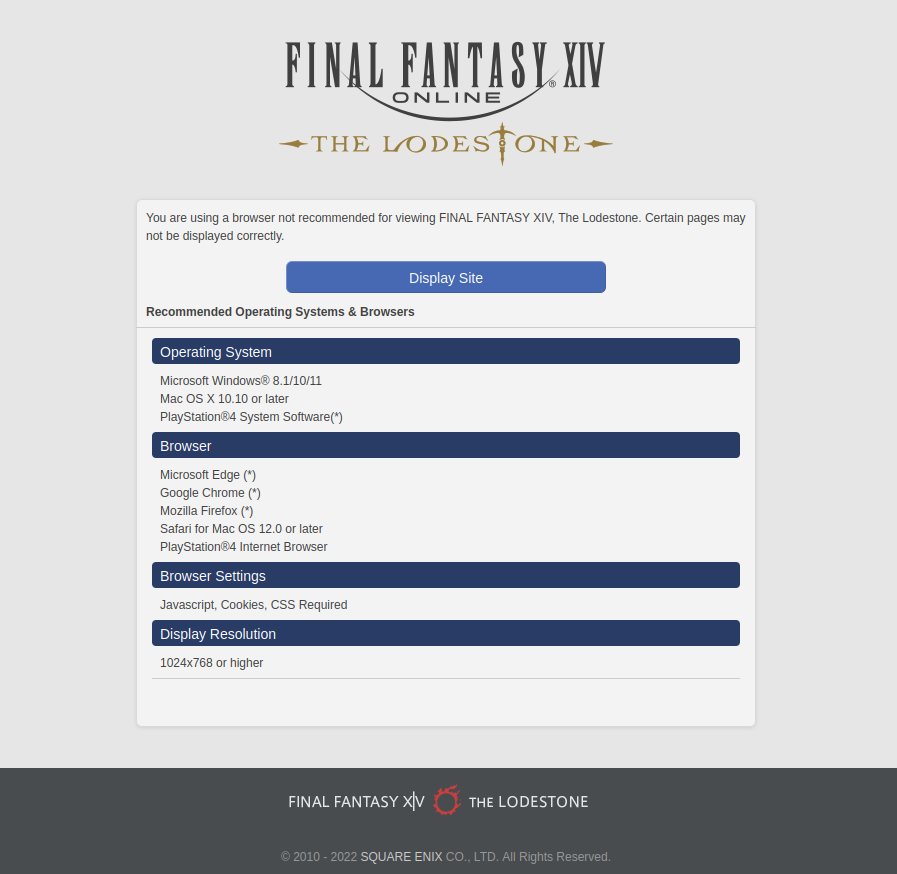 FINAL FANTASY® XIV
ONLINE
THE LODESTONE
You are using a browser not recommended for viewing FINAL FANTASY XIV, The Lodestone. Certain pages may
not be displayed correctly.
Display Site
Recommended Operating Systems & Browsers
Operating System
Microsoft Windows® 8.1/10/11
Mac OS X 10.10 or later
PlayStation®4 System Software(*)
Browser
Microsoft Edge (*)
Google Chrome (*)
Mozilla Firefox (*)
Safari for Mac OS 12.0 or later
PlayStation®4 Internet Browser
Browser Settings
Javascript, Cookies, CSS Required
Display Resolution
1024x768 or higher
FINAL FANTASY XIV THE LODESTONE
© 2010 - 2022 SQUARE ENIX CO., LTD. All Rights Reserved.